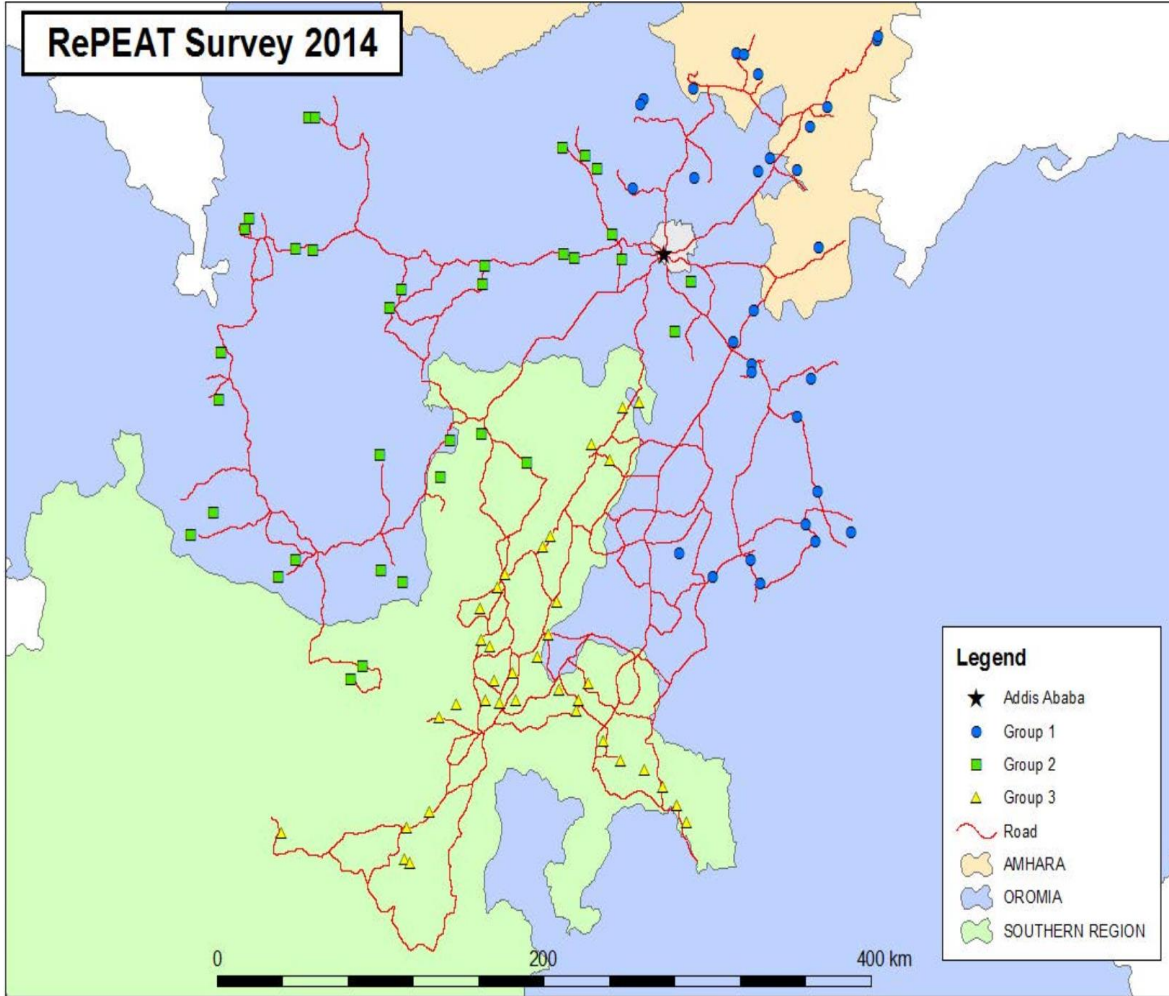 RePEAT Survey 2014
Legend
Addis Ababa
Group 1
Group 2
Group 3
Road
AMHARA
OROMIA
SOUTHERN REGION
0 200 400 km